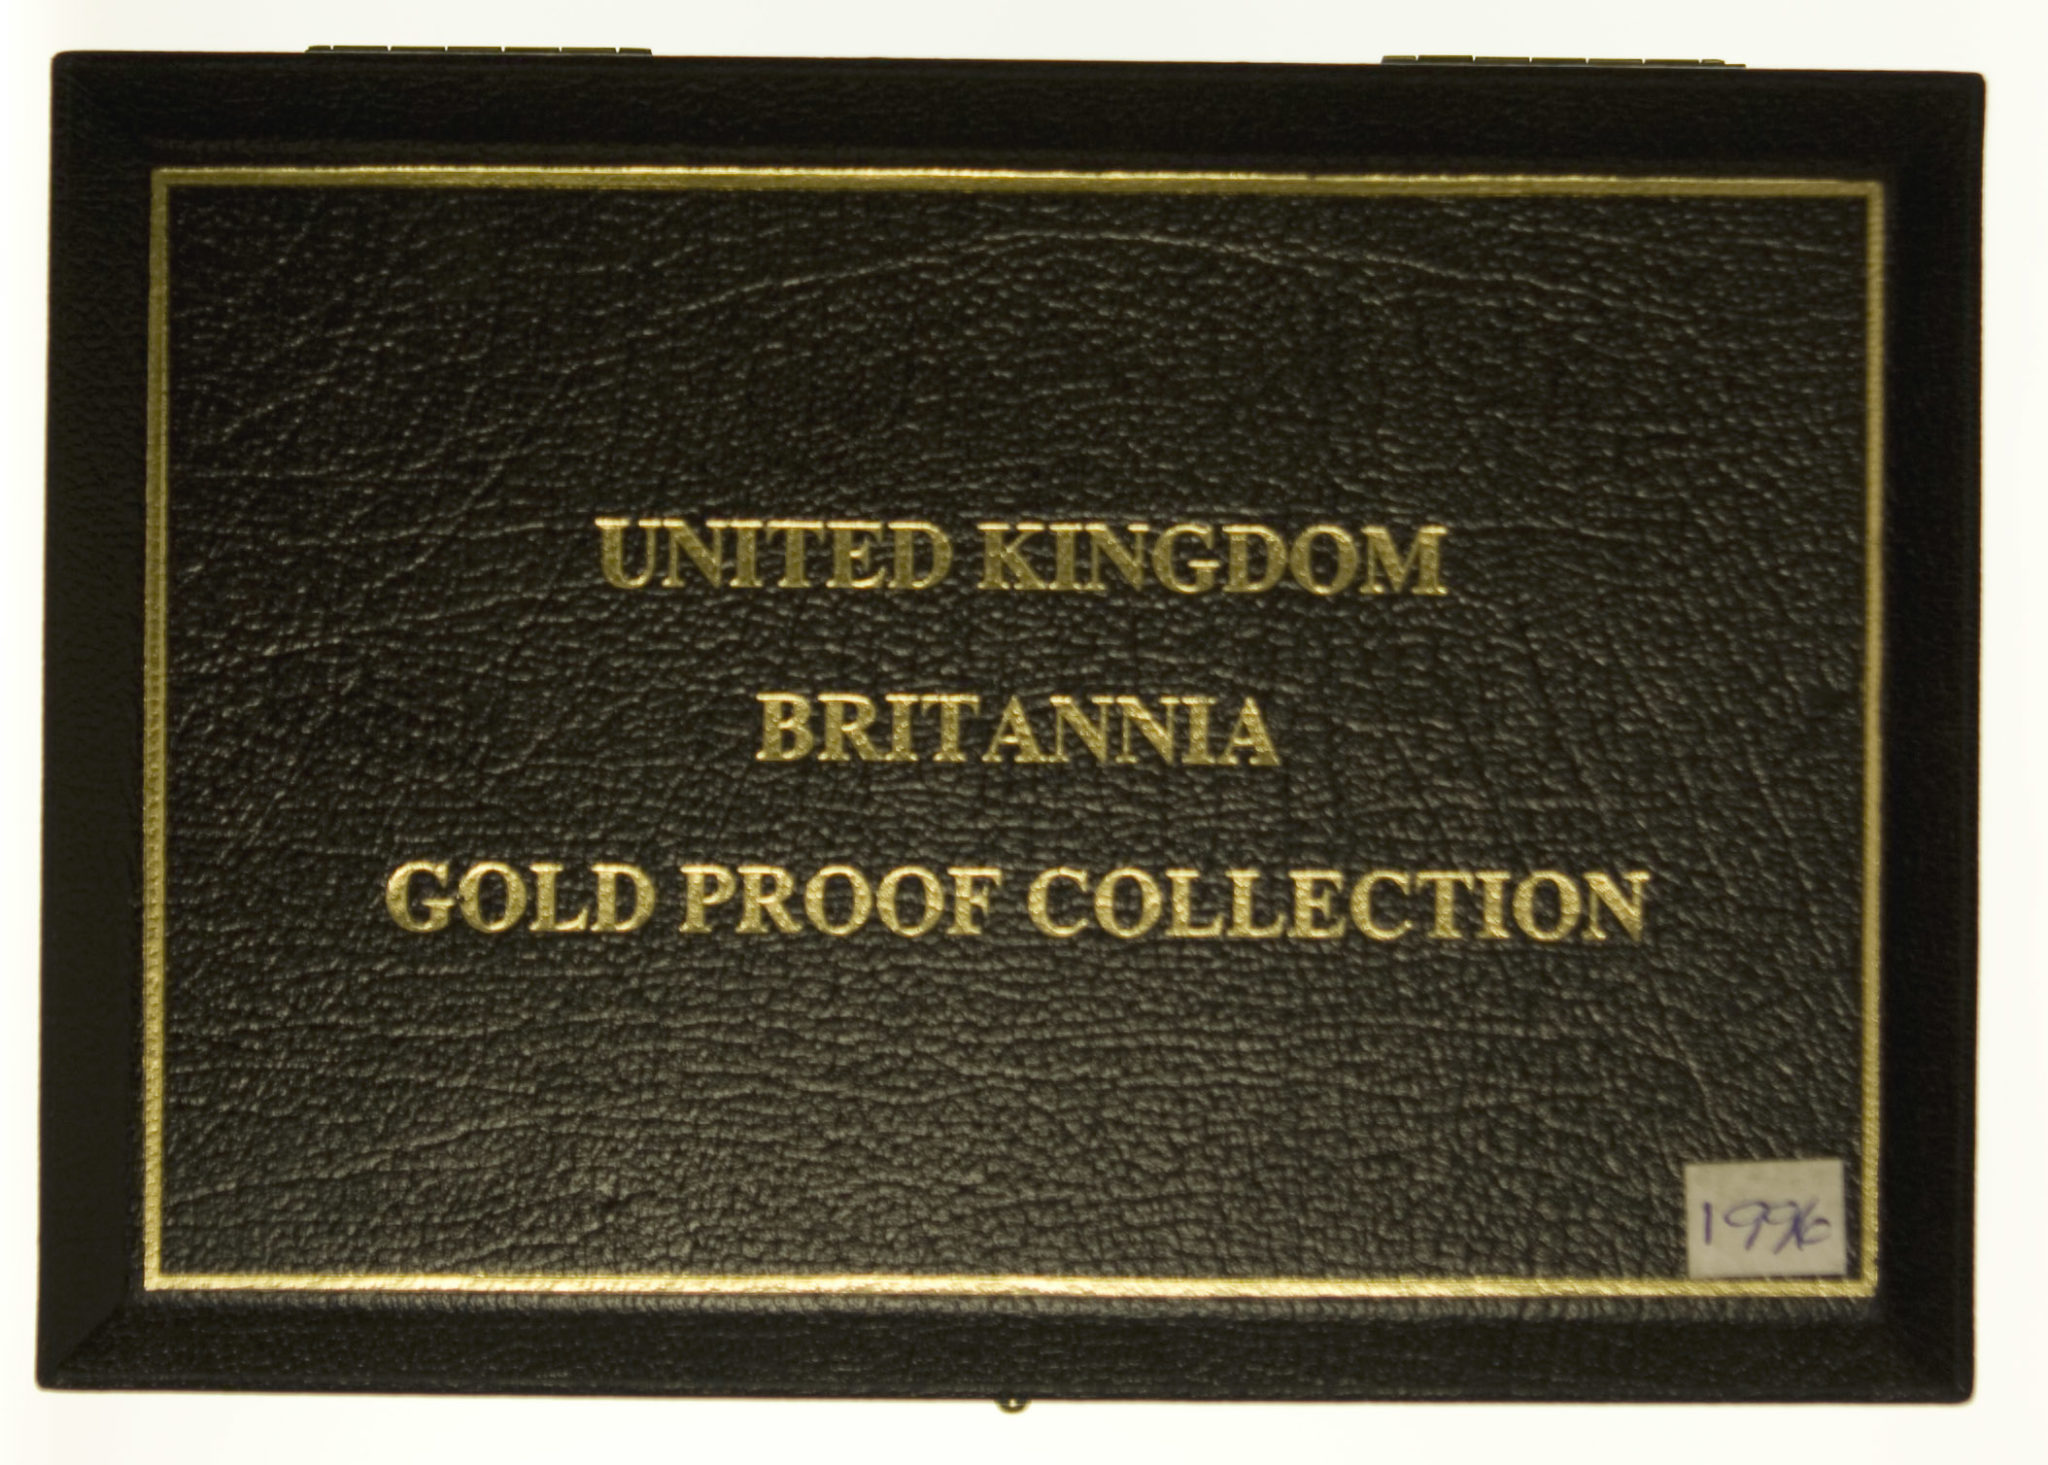 UNITED KINGDOM
BRITANNIA
GOLD PROOF COLLECTION
1996